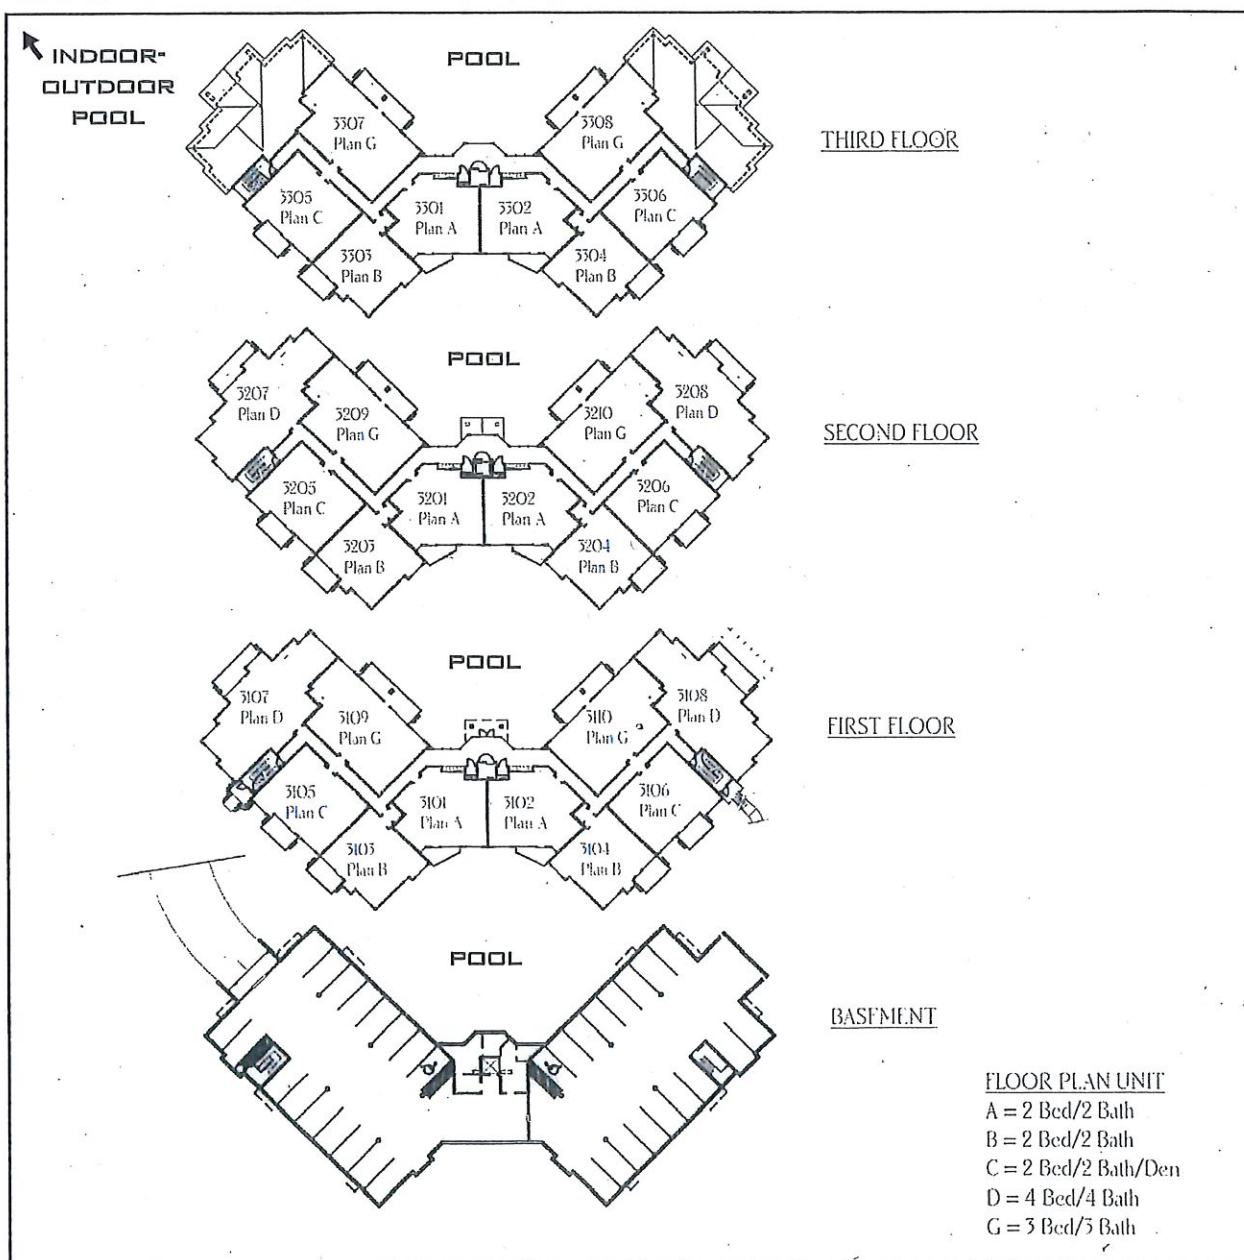 INDOOR-
OUTDOOR
POOL
POOL
THIRD FLOOR
3307
Plan G
3308
Plan G
3305
Plan C
3301
Plan A
3302
Plan A
3306
Plan C
3303
Plan B
3304
Plan B
POOL
SECOND FLOOR
3207
Plan D
3208
Plan D
3209
Plan G
3210
Plan G
3205
Plan C
3201
Plan A
3202
Plan A
3206
Plan C
3203
Plan B
3204
Plan B
POOL
FIRST FLOOR
3107
Plan D
3108
Plan D
3109
Plan G
3110
Plan G
3105
Plan C
3101
Plan A
3102
Plan A
3106
Plan C
3103
Plan B
3104
Plan B
POOL
BASEMENT
FLOOR PLAN UNIT
A = 2 Bed/2 Bath
B = 2 Bed/2 Bath
C = 2 Bed/2 Bath/Den
D = 4 Bed/4 Bath
G = 3 Bed/3 Bath